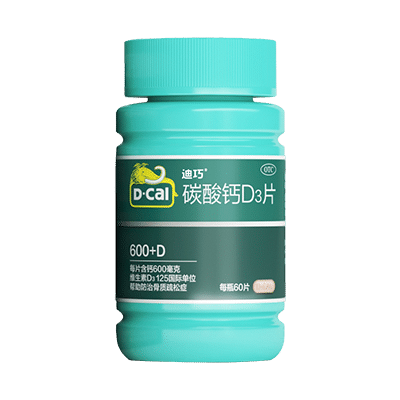 迪巧®
OTC
D-Cal
碳酸钙D3片
600+D
每片含钙600毫克
维生素D3 125国际单位
帮助防治骨质疏松症
每瓶60片